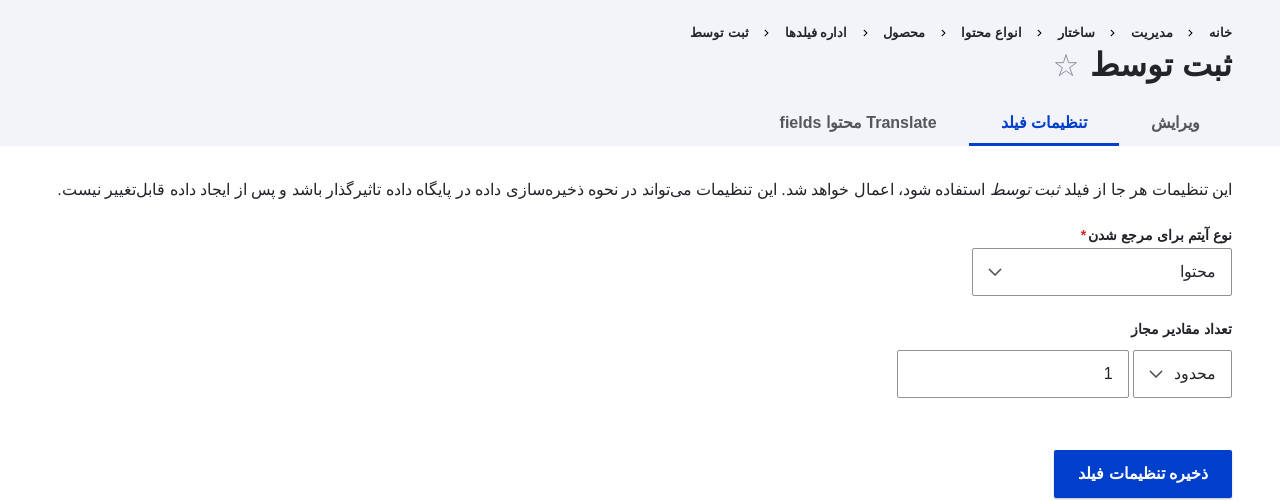 خانه › مدیریت › ساختار › انواع محتوا › محصول › اداره فیلدها › ثبت توسط
ثبت توسط
ویرایش تنظیمات فیلد Translate محتوا fields
این تنظیمات هر جا از فیلد ثبت توسط استفاده شود، اعمال خواهد شد. این تنظیمات می‌تواند در نحوه ذخیره‌سازی داده در پایگاه داده تاثیرگذار باشد و پس از ایجاد داده قابل‌تغییر نیست.
نوع آیتم برای مرجع شدن*
محتوا
تعداد مقادیر مجاز
محدود 1
ذخیره تنظیمات فیلد